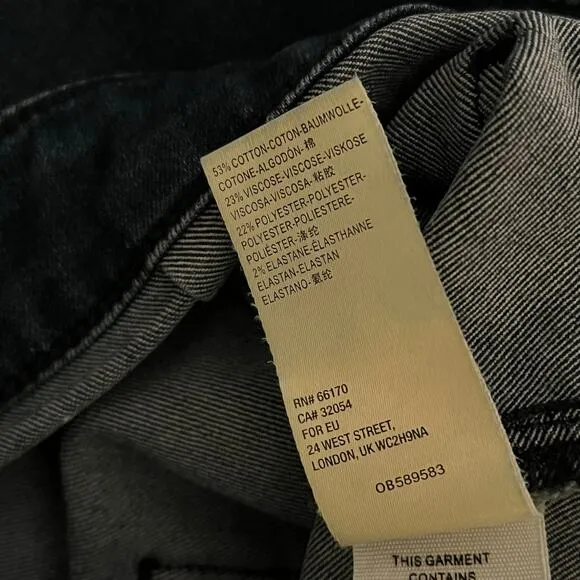 53% COTTON-COTON-BAUMWOLLE-
COTONE-ALGODÓN-棉
23% VISCOSE-VISCOSE-VISKOSE
VISCOSA-VISCOSA-粘胶
22% POLYESTER-POLYESTER-
POLYESTER-POLIESTERE-
POLIÉSTER-涤纶
2% ELASTANE-ÉLASTHANNE
ELASTAN-ELASTAN
ELASTANO-氨纶
RN# 66170
CA# 32054
FOR EU
24 WEST STREET,
LONDON, UK WC2H9NA
OB589583
THIS GARMENT
CONTAINS